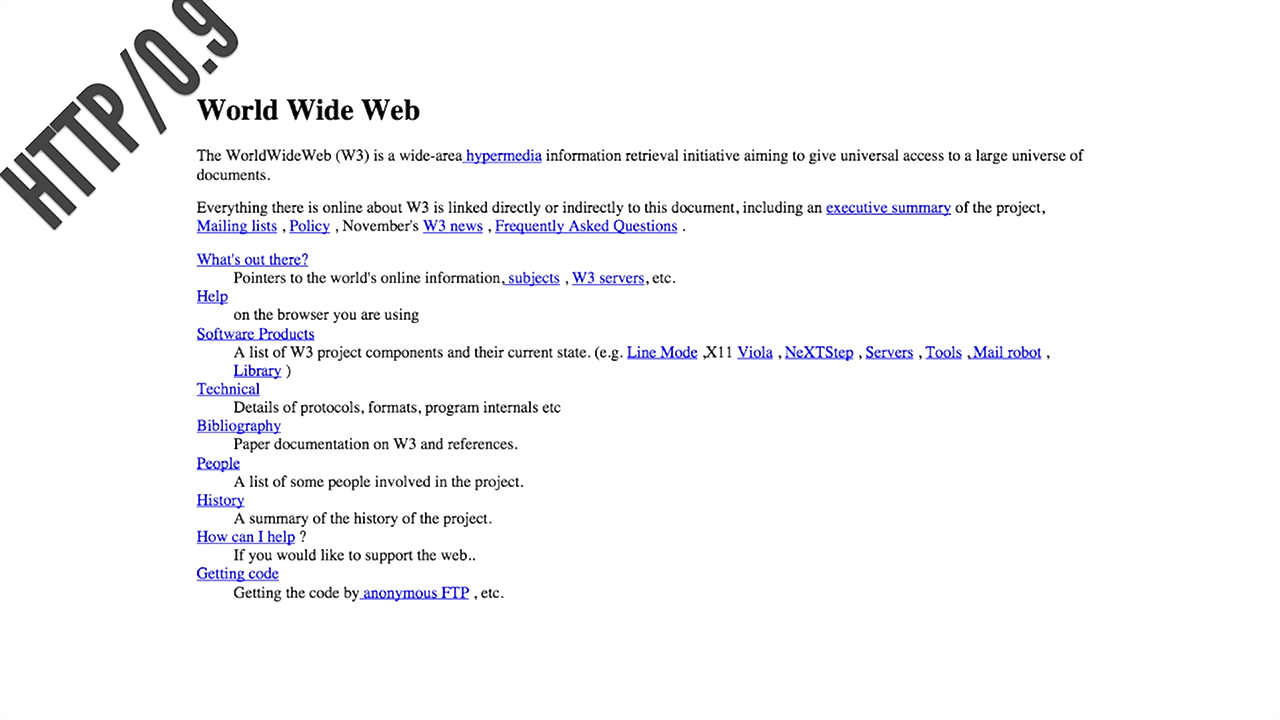 HTTP/0.9
World Wide Web
The WorldWideWeb (W3) is a wide-area hypermedia information retrieval initiative aiming to give universal access to a large universe of
documents.
Everything there is online about W3 is linked directly or indirectly to this document, including an executive summary of the project,
Mailing lists , Policy , November's W3 news , Frequently Asked Questions .
What's out there?
Pointers to the world's online information, subjects , W3 servers, etc.
Help
on the browser you are using
Software Products
A list of W3 project components and their current state. (e.g. Line Mode ,X11 Viola , NeXTStep , Servers , Tools , Mail robot ,
Library )
Technical
Details of protocols, formats, program internals etc
Bibliography
Paper documentation on W3 and references.
People
A list of some people involved in the project.
History
A summary of the history of the project.
How can I help ?
If you would like to support the web..
Getting code
Getting the code by anonymous FTP , etc.